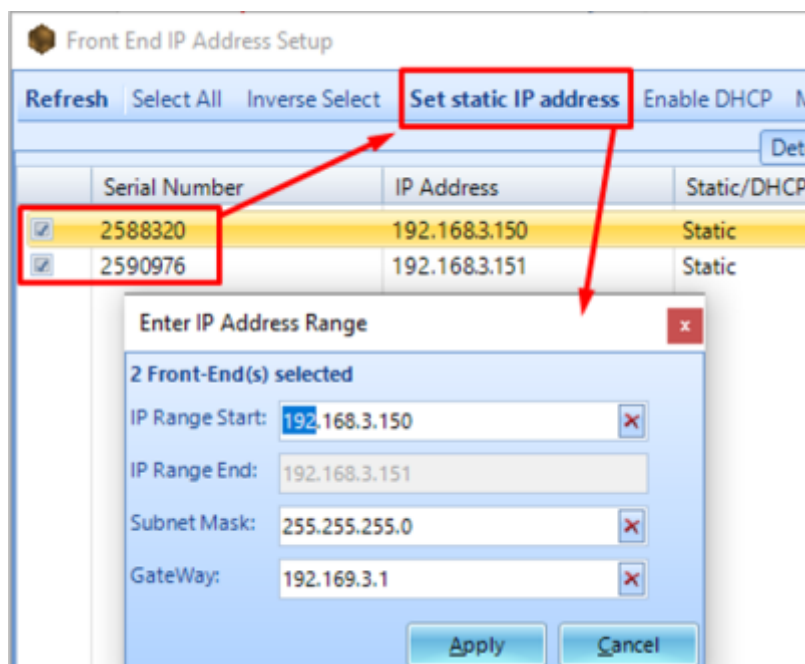 Front End IP Address Setup
Refresh Select All Inverse Select Set static IP address Enable DHCP
Det
Serial Number IP Address Static/DHCP
2588320 192.168.3.150 Static
2590976 192.168.3.151 Static
Enter IP Address Range
2 Front-End(s) selected
IP Range Start: 192.168.3.150
IP Range End: 192.168.3.151
Subnet Mask: 255.255.255.0
GateWay: 192.169.3.1
Apply Cancel